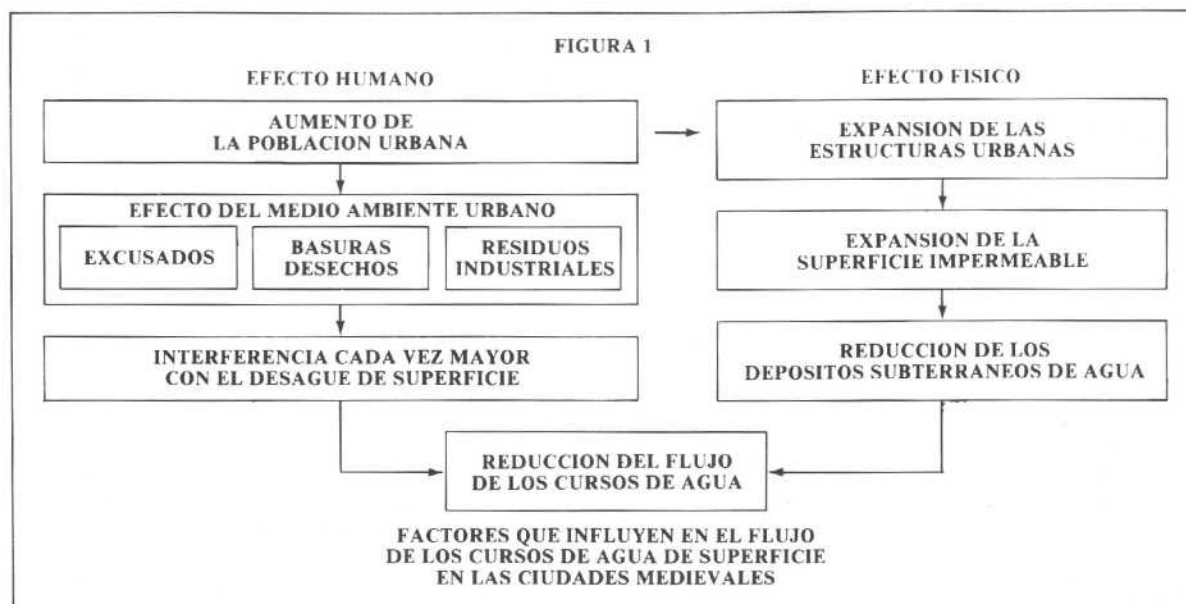 FIGURA 1
EFECTO HUMANO
AUMENTO DE
LA POBLACION URBANA
EFECTO DEL MEDIO AMBIENTE URBANO
EXCUSADOS
BASURAS
DESECHOS
RESIDUOS
INDUSTRIALES
INTERFERENCIA CADA VEZ MAYOR
CON EL DESAGUE DE SUPERFICIE
EFECTO FISICO
EXPANSION DE LAS
ESTRUCTURAS URBANAS
EXPANSION DE LA
SUPERFICIE IMPERMEABLE
REDUCCION DE LOS
DEPOSITOS SUBTERRANEOS DE AGUA
REDUCCION DEL FLUJO
DE LOS CURSOS DE AGUA
FACTORES QUE INFLUYEN EN EL FLUJO
DE LOS CURSOS DE AGUA DE SUPERFICIE
EN LAS CIUDADES MEDIEVALES